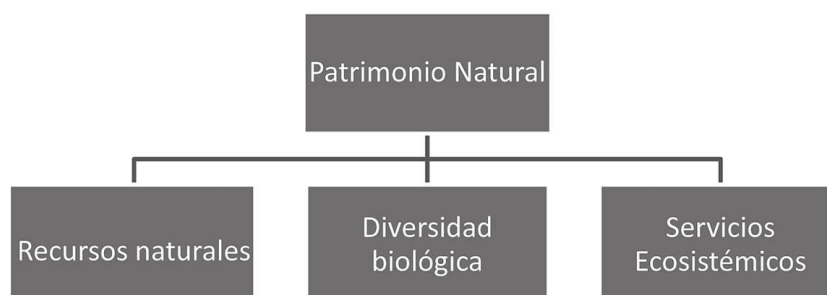 Patrimonio Natural
Recursos naturales
Diversidad
biológica
Servicios
Ecosistémicos